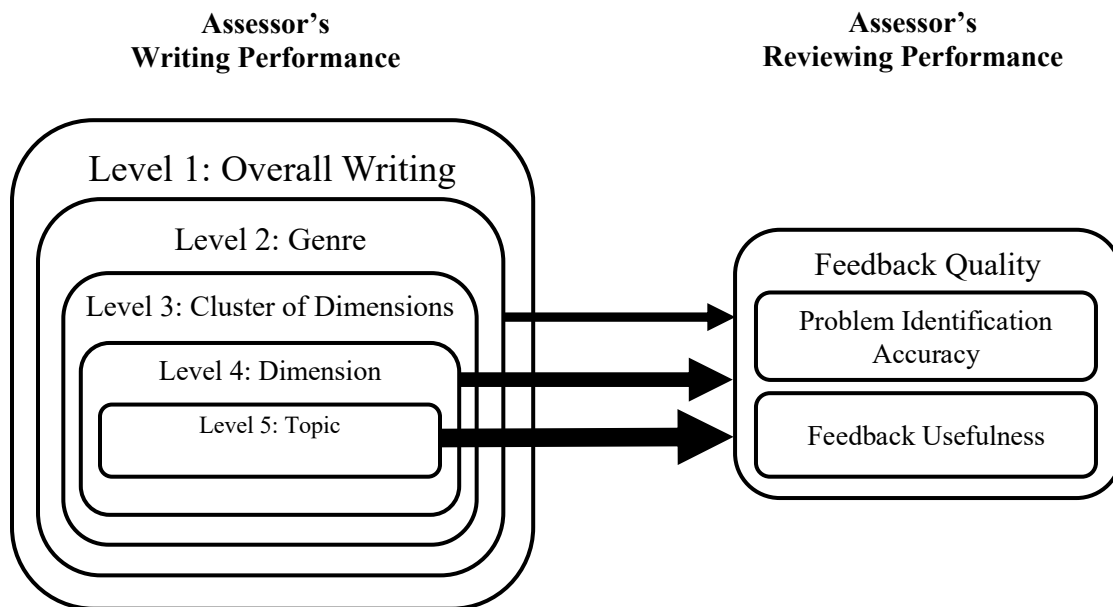 Assessor's
Writing Performance
Assessor's
Reviewing Performance
Level 1: Overall Writing
Level 2: Genre
Level 3: Cluster of Dimensions
Level 4: Dimension
Level 5: Topic
Feedback Quality
Problem Identification
Accuracy
Feedback Usefulness